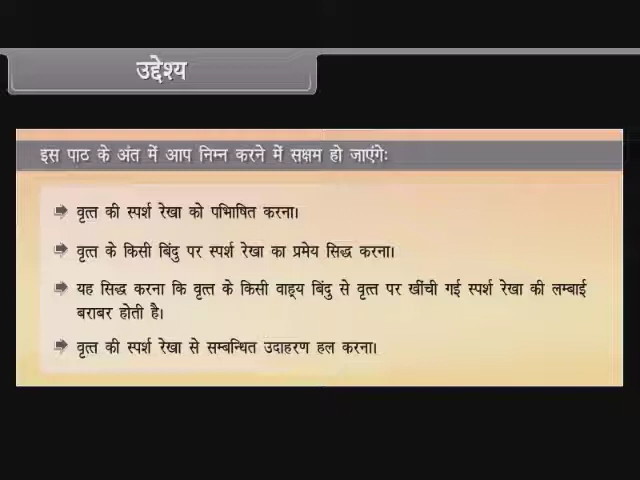 उद्देश्य
इस पाठ के अंत में आप निम्न करने में सक्षम हो जाएंगेः
वृत्त की स्पर्श रेखा को पभिाषित करना।
वृत्त के किसी बिंदु पर स्पर्श रेखा का प्रमेय सिद्ध करना।
यह सिद्ध करना कि वृत्त के किसी वाह्य बिंदु से वृत्त पर खींची गई स्पर्श रेखा की लम्बाई
बराबर होती है।
वृत्त की स्पर्श रेखा से सम्बन्धित उदाहरण हल करना।